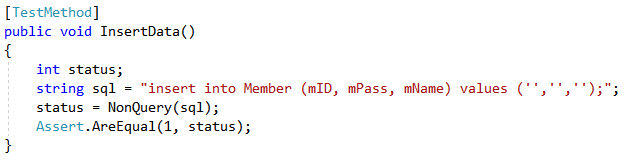 [TestMethod]
public void InsertData()
{
int status;
string sql = "insert into Member (mID, mPass, mName) values ('','','');";
status = NonQuery(sql);
Assert.AreEqual(1, status);
}